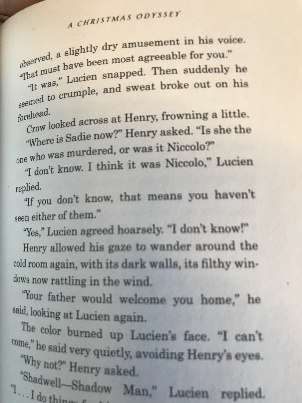 A CHRISTMAS ODYSSEY
observed, a slightly dry amusement in his voice.
"That must have been most agreeable for you."
"It was," Lucien snapped. Then suddenly he
seemed to crumple, and sweat broke out on his
forehead.
Crow looked across at Henry, frowning a little.
"Where is Sadie now?" Henry asked. "Is she the
one who was murdered, or was it Niccolo?"
"I don't know. I think it was Niccolo," Lucien
replied.
"If you don't know, that means you haven't
seen either of them."
"Yes," Lucien agreed hoarsely. "I don't know!"
Henry allowed his gaze to wander around the
cold room again, with its dark walls, its filthy win-
dows now rattling in the wind.
"Your father would welcome you home," he
said, looking at Lucien again.
The color burned up Lucien's face. "I can't
come," he said very quietly, avoiding Henry's eyes.
"Why not?" Henry asked.
"Shadwell—Shadow Man," Lucien replied.
"I . . . I do things